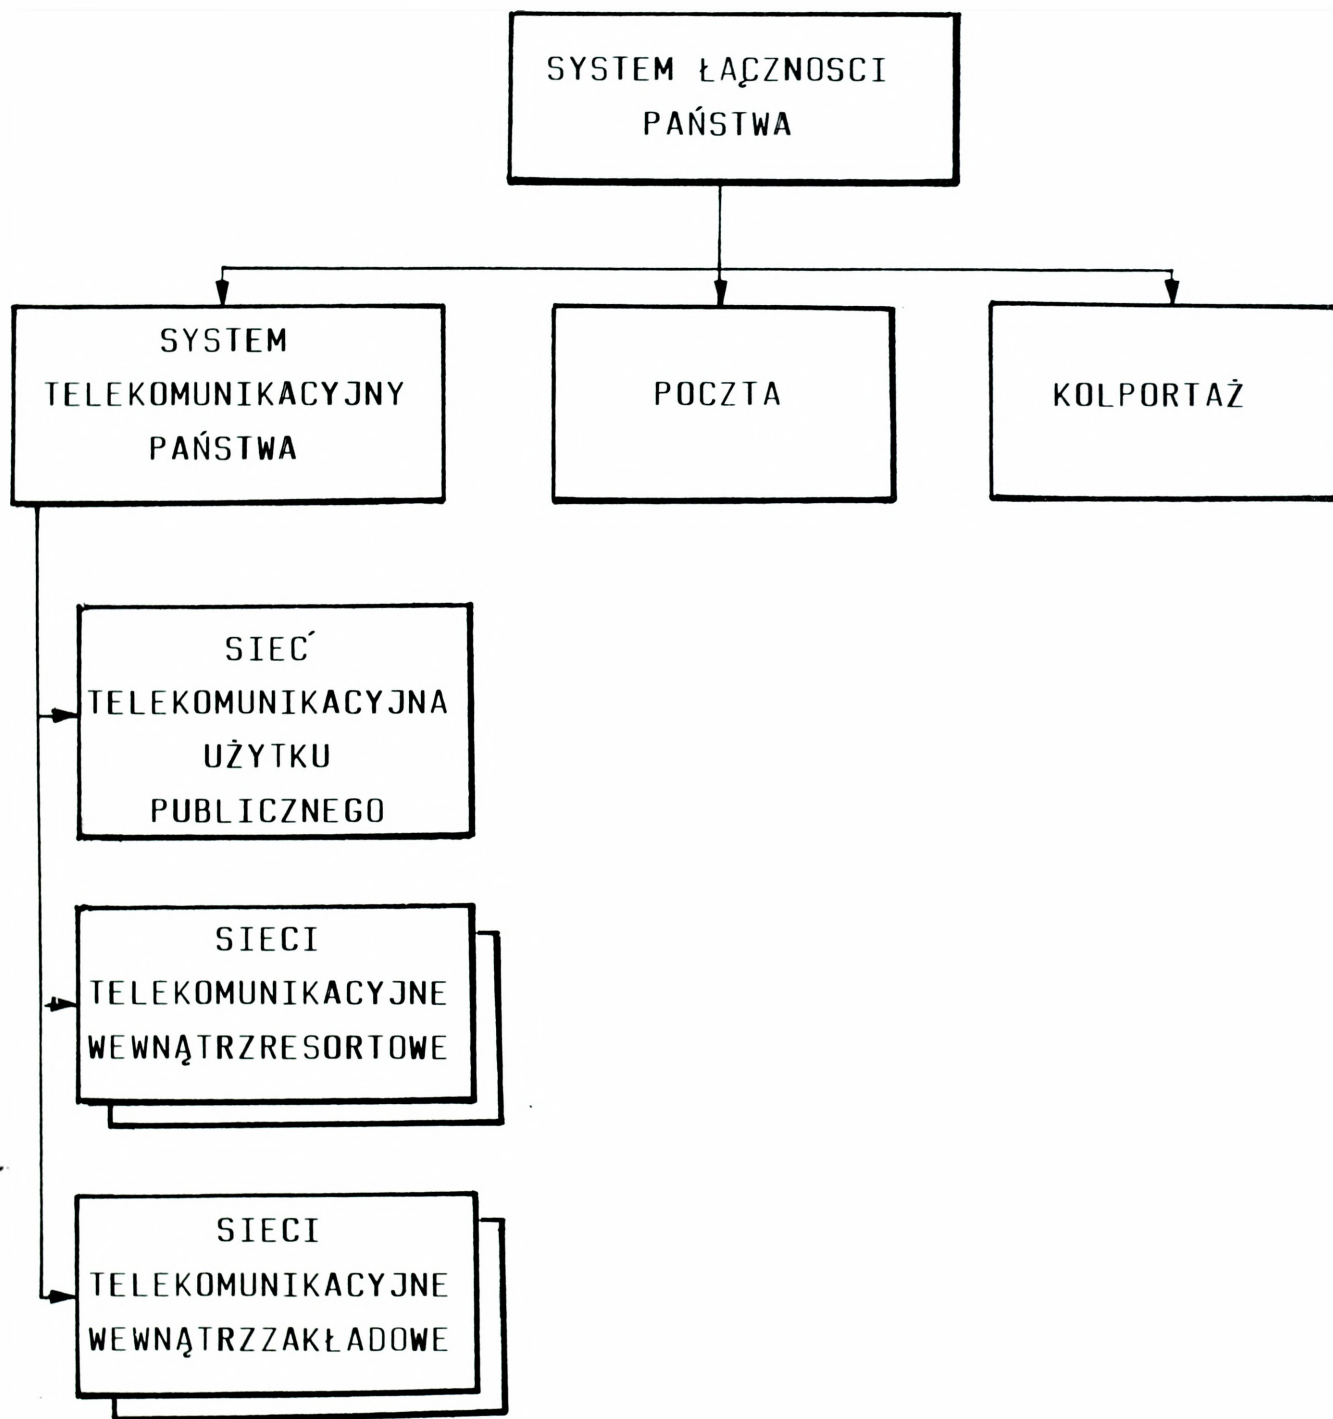 SYSTEM ŁĄCZNOSCI
PAŃSTWA
SYSTEM
TELEKOMUNIKACYJNY
PAŃSTWA
POCZTA
KOLPORTAŻ
SIEĆ
TELEKOMUNIKACYJNA
UŻYTKU
PUBLICZNEGO
SIECI
TELEKOMUNIKACYJNE
WEWNĄTRZRESORTOWE
SIECI
TELEKOMUNIKACYJNE
WEWNĄTRZZAKŁADOWE